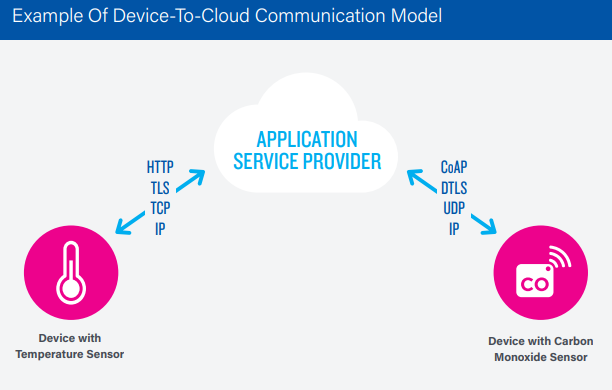 Example Of Device-To-Cloud Communication Model
APPLICATION
SERVICE PROVIDER
HTTP
TLS
TCP
IP
CoAP
DTLS
UDP
IP
CO
Device with
Temperature Sensor
Device with Carbon
Monoxide Sensor